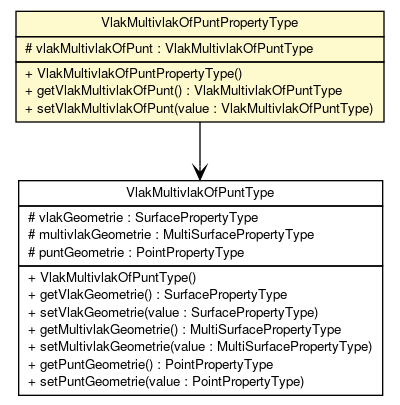 VlakMultivlakOfPuntPropertyType
# vlakMultivlakOfPunt : VlakMultivlakOfPuntType
+ VlakMultivlakOfPuntPropertyType()
+ getVlakMultivlakOfPunt() : VlakMultivlakOfPuntType
+ setVlakMultivlakOfPunt(value : VlakMultivlakOfPuntType)
VlakMultivlakOfPuntType
# vlakGeometrie : SurfacePropertyType
# multivlakGeometrie : MultiSurfacePropertyType
# puntGeometrie : PointPropertyType
+ VlakMultivlakOfPuntType()
+ getVlakGeometrie() : SurfacePropertyType
+ setVlakGeometrie(value : SurfacePropertyType)
+ getMultivlakGeometrie() : MultiSurfacePropertyType
+ setMultivlakGeometrie(value : MultiSurfacePropertyType)
+ getPuntGeometrie() : PointPropertyType
+ setPuntGeometrie(value : PointPropertyType)